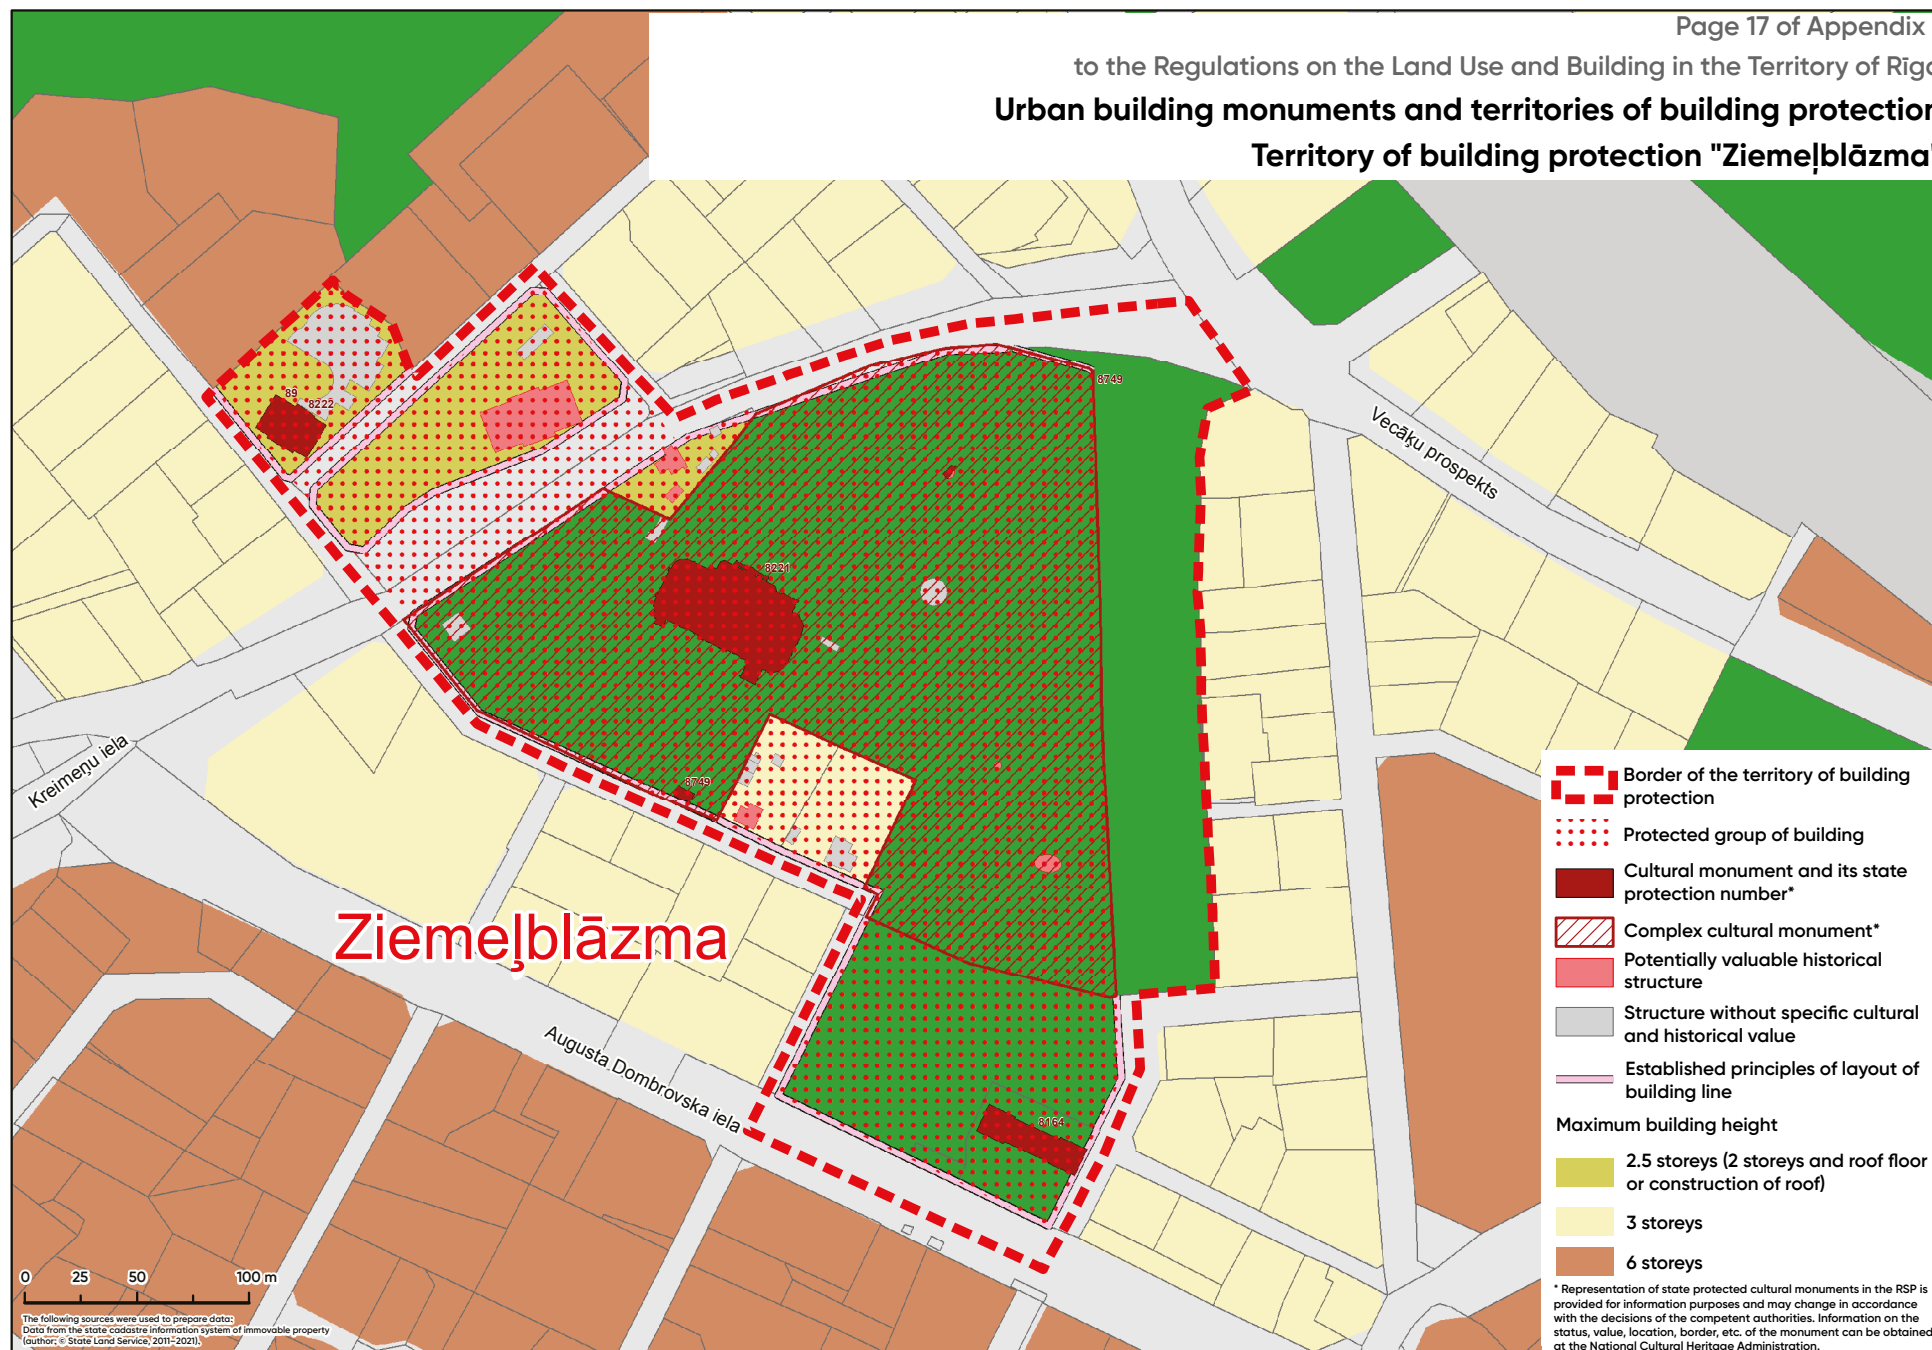 Page 17 of Appendix
to the Regulations on the Land Use and Building in the Territory of Rīga
Urban building monuments and territories of building protection
Territory of building protection "Ziemeļblāzma"
89
8222
8749
8221
8749
8164
Vecāķu prospekts
Kreimeņu iela
Augusta Dombrovska iela
Ziemeļblāzma
Border of the territory of building
protection
Protected group of building
Cultural monument and its state
protection number*
Complex cultural monument*
Potentially valuable historical
structure
Structure without specific cultural
and historical value
Established principles of layout of
building line
Maximum building height
2.5 storeys (2 storeys and roof floor
or construction of roof)
3 storeys
6 storeys
* Representation of state protected cultural monuments in the RSP is
provided for information purposes and may change in accordance
with the decisions of the competent authorities. Information on the
status, value, location, border, etc. of the monument can be obtained
at the National Cultural Heritage Administration.
0 25 50 100 m
The following sources were used to prepare data:
Data from the state cadastre information system of immovable property
(author: © State Land Service, 2011-2021).